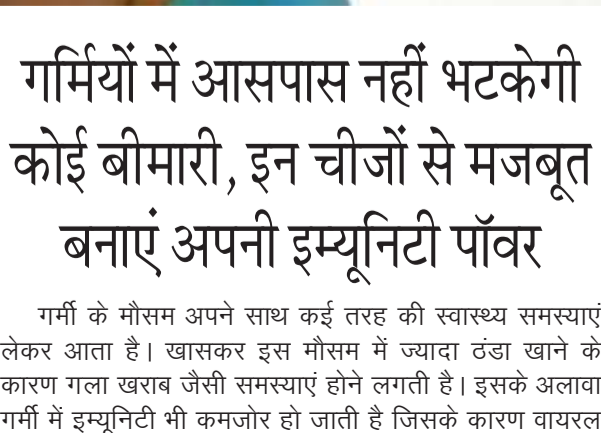 गर्मियों में आसपास नहीं भटकेगी
कोई बीमारी, इन चीजों से मजबूत
बनाएं अपनी इम्यूनिटी पॉवर
गर्मी के मौसम अपने साथ कई तरह की स्वास्थ्य समस्याएं
लेकर आता है। खासकर इस मौसम में ज्यादा ठंडा खाने के
कारण गला खराब जैसी समस्याएं होने लगती है। इसके अलावा
गर्मी में इम्यूनिटी भी कमजोर हो जाती है जिसके कारण वायरल